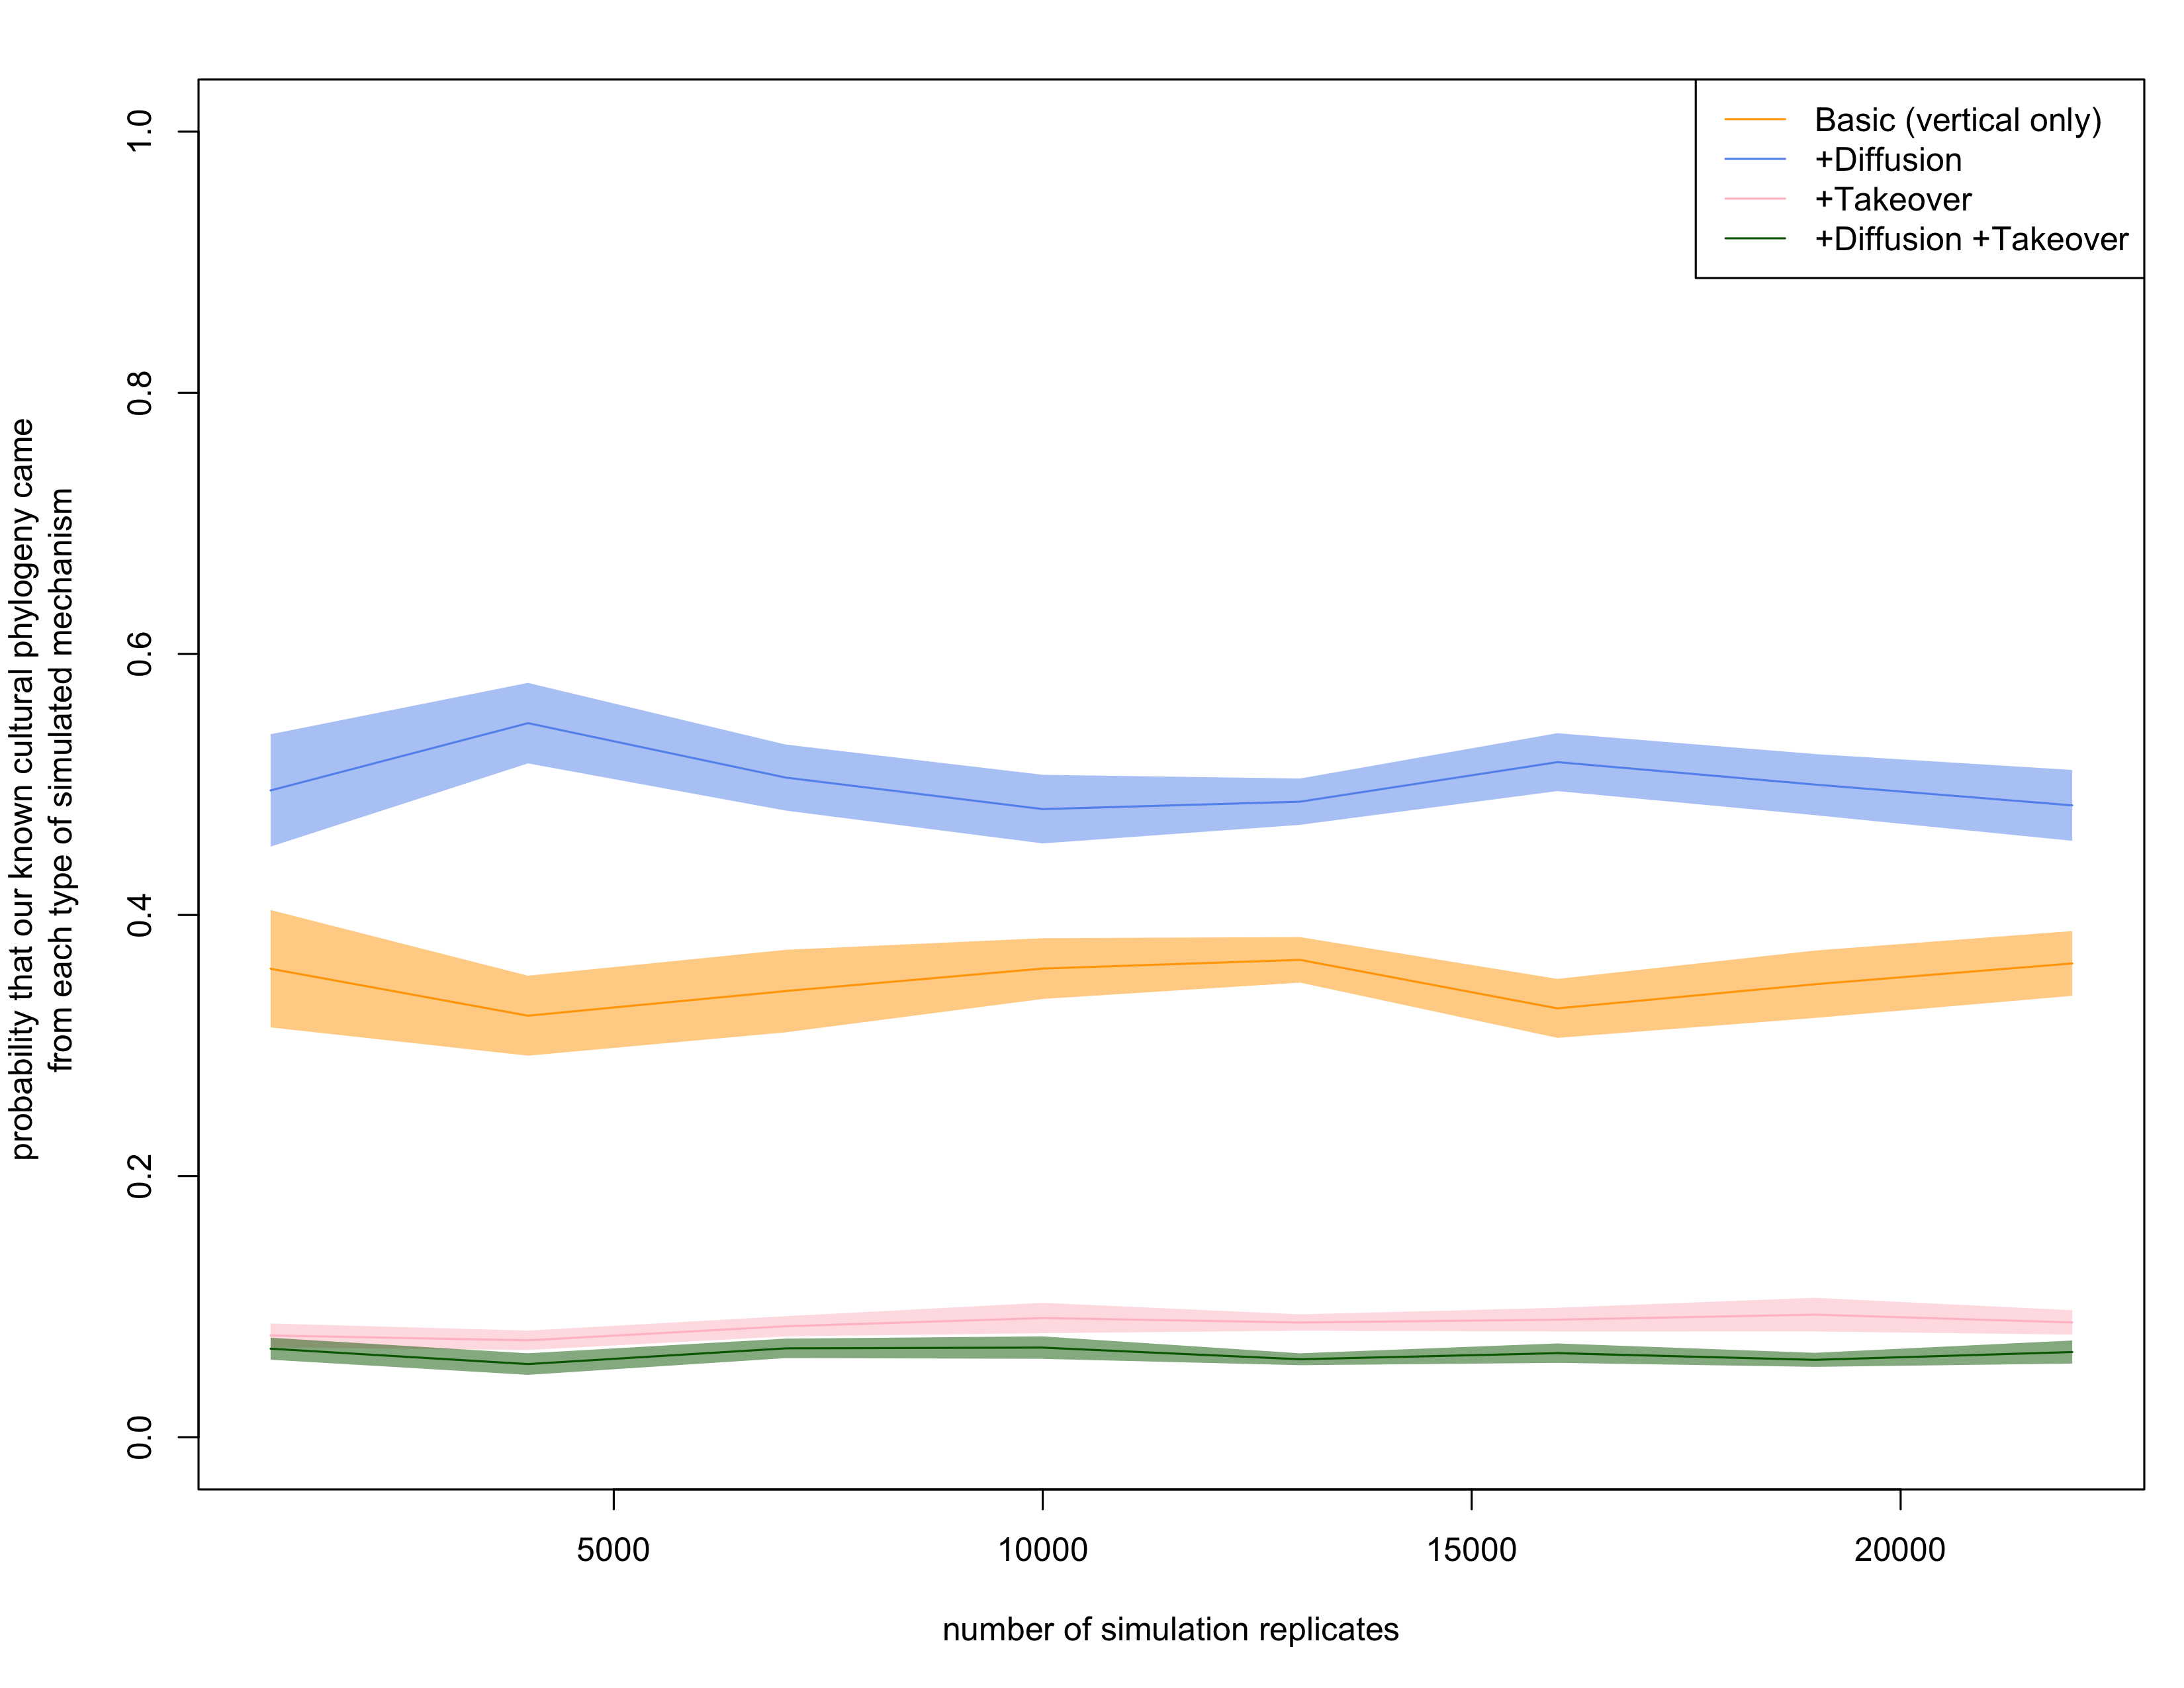 probability that our known cultural phylogeny came
from each type of simulated mechanism
1.0
0.8
0.6
0.4
0.2
0.0
Basic (vertical only)
+Diffusion
+Takeover
+Diffusion +Takeover
5000 10000 15000 20000
number of simulation replicates